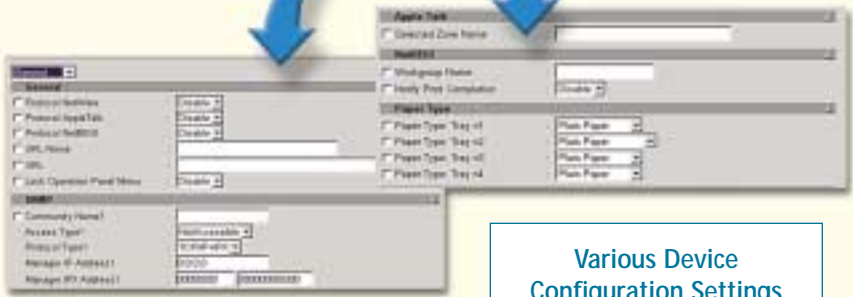 Apple Talk
Selected Zone Name
NetBEUI
Workgroup Name
Notify Print Completion Disable
Paper Type
Paper Type: Tray #1 Plain Paper
Paper Type: Tray #2 Plain Paper
Paper Type: Tray #3 Plain Paper
Paper Type: Tray #4 Plain Paper
General
General
Protocol NetWare Disable
Protocol AppleTalk Disable
Protocol NetBEUI Disable
URL Name
URL
Lock Operation Panel Menu Disable
SNMP
Community Name1
Access Type1
Protocol Type1
Manager IP Address1
Manager IPX Address1
Various Device
Configuration Settings